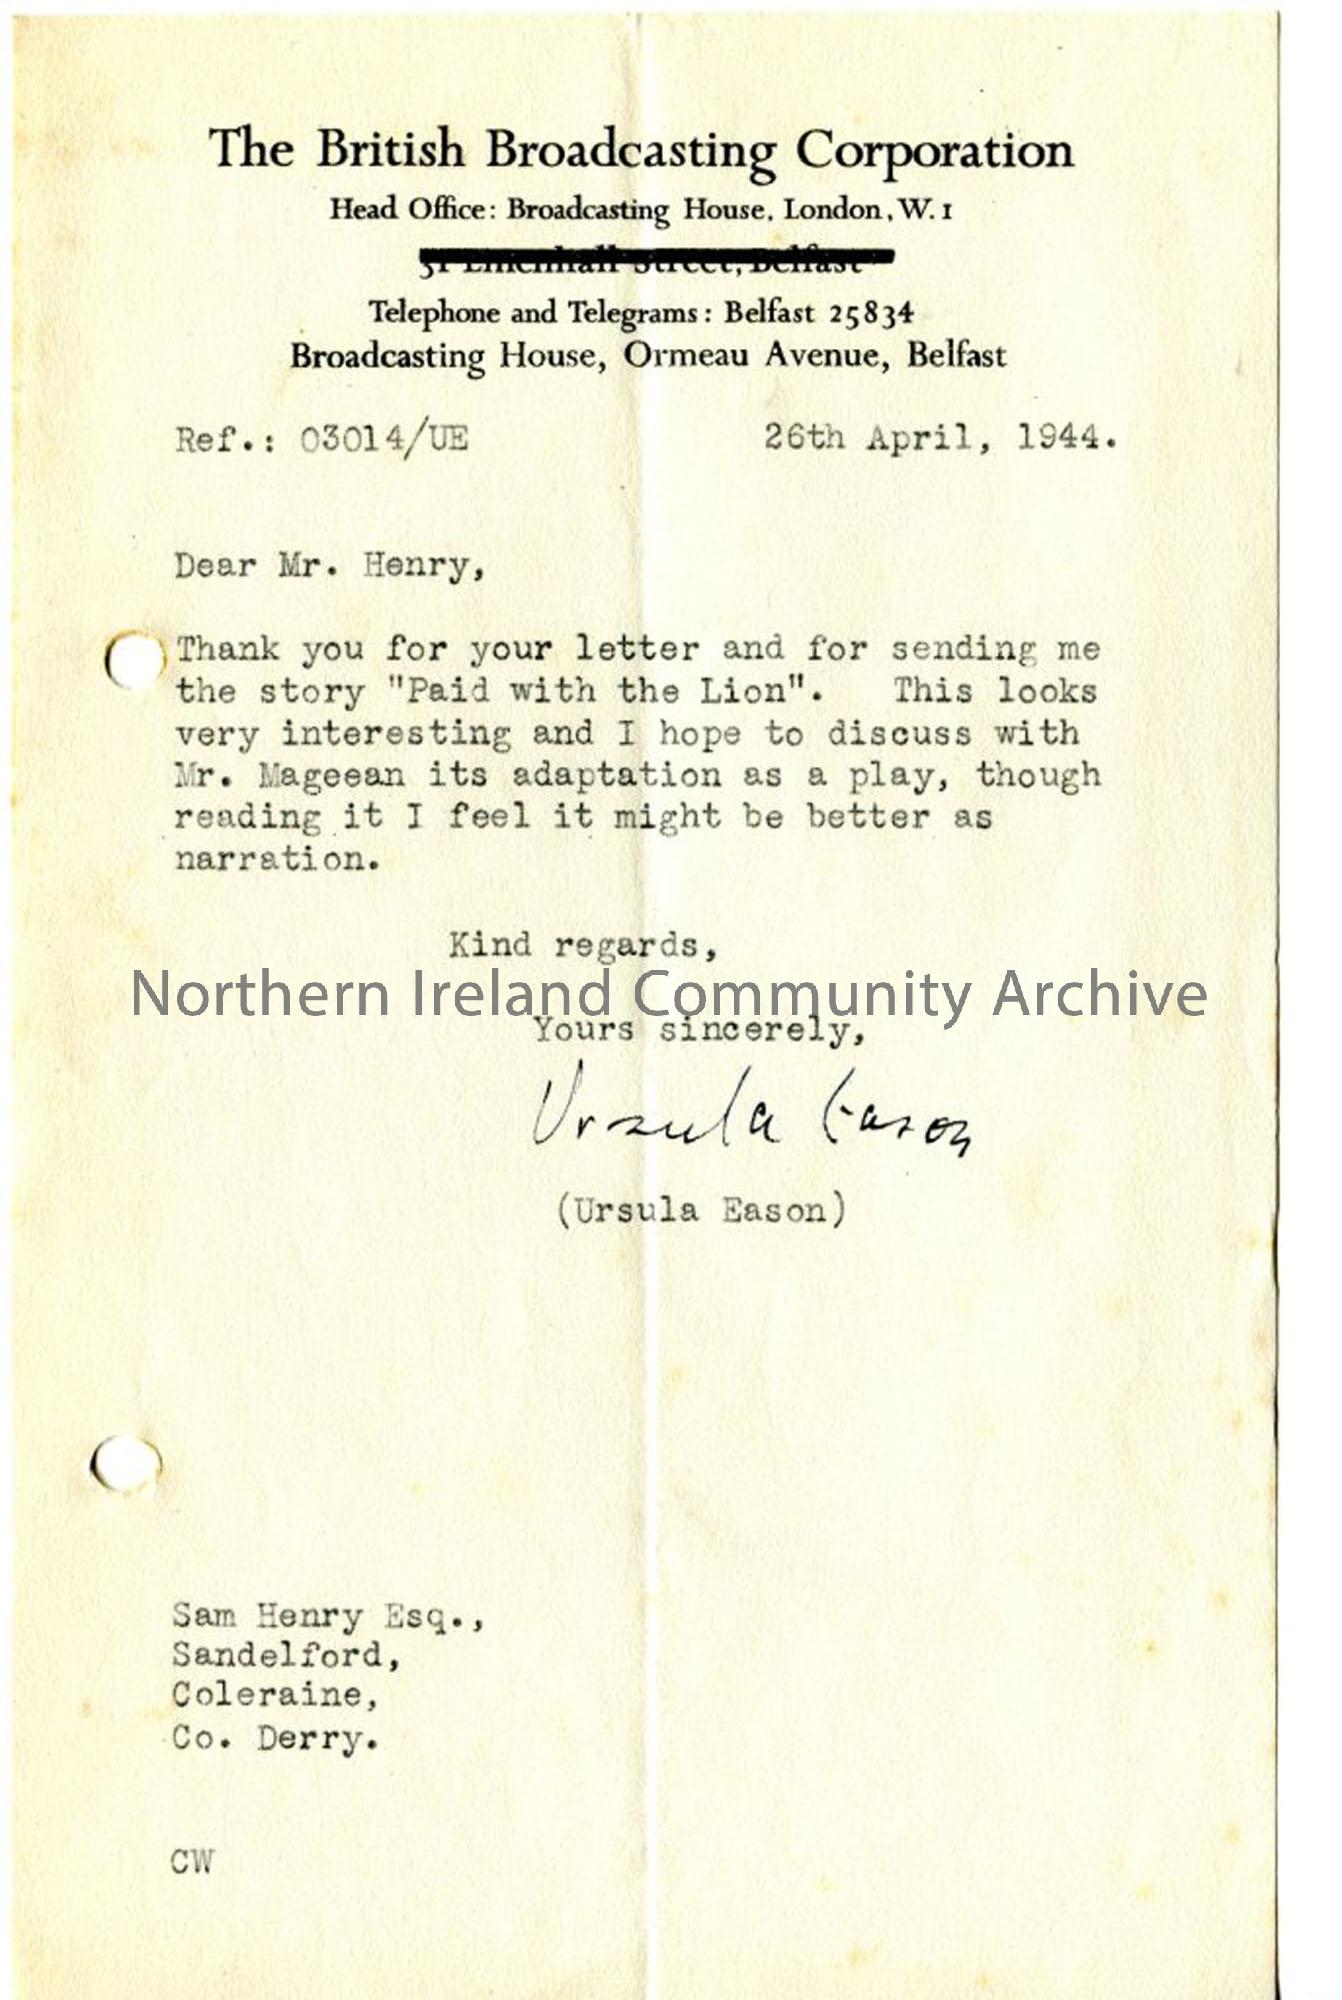 The British Broadcasting Corporation
Head Office: Broadcasting House, London, W.1
31 Linenhall Street, Belfast
Telephone and Telegrams: Belfast 25834
Broadcasting House, Ormeau Avenue, Belfast
Ref.: 03014/UE 26th April, 1944.
Dear Mr. Henry,
Thank you for your letter and for sending me
the story "Paid with the Lion". This looks
very interesting and I hope to discuss with
Mr. Mageean its adaptation as a play, though
reading it I feel it might be better as
narration.
Kind regards,
Northern Ireland Community Archive
Yours sincerely,
Ursula Eason
(Ursula Eason)
Sam Henry Esq.,
Sandelford,
Coleraine,
Co. Derry.
CW